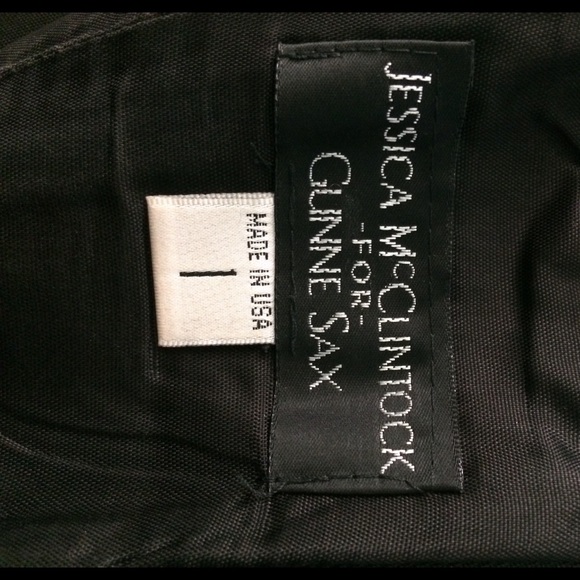 JESSICA MCCLINTOCK
-FOR-
GUNNE SAX
MADE IN USA
1